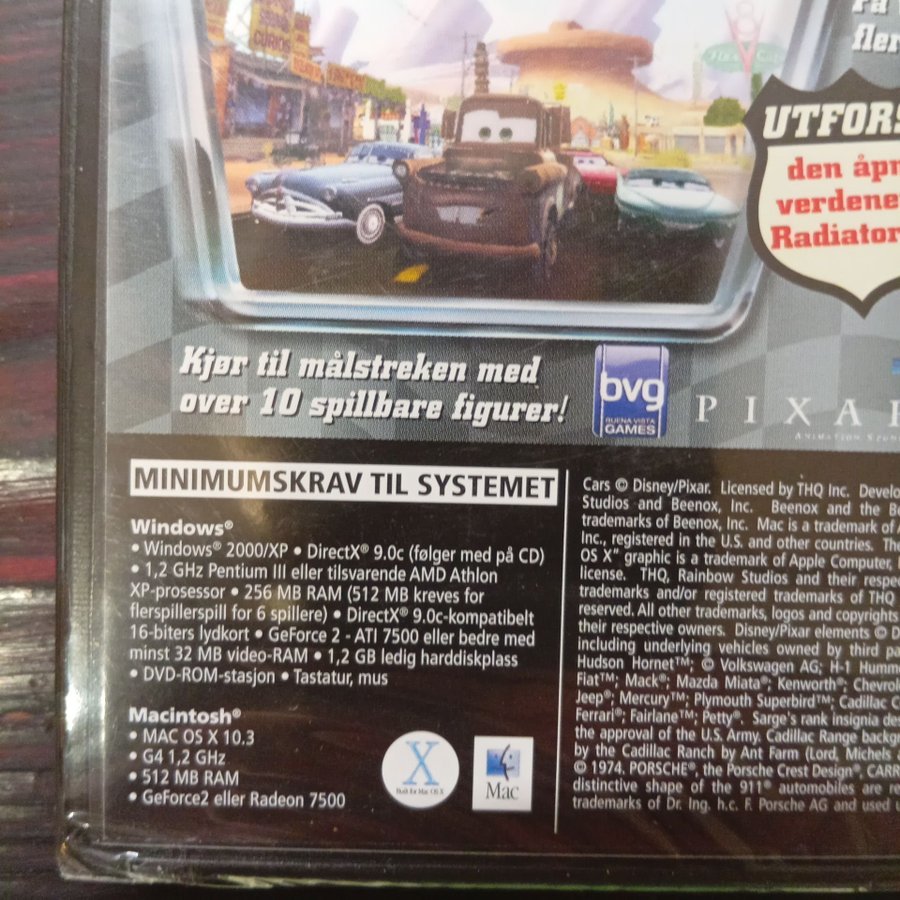 CURIOS
V8
fler
UTFORS
den åpn
verdene
Radiator
Kjør til målstreken med
over 10 spillbare figurer!
bvg
BUENA VISTA
GAMES
PIXAR
MINIMUMSKRAV TIL SYSTEMET
Windows®
• Windows® 2000/XP • DirectX® 9.0c (følger med på CD)
• 1,2 GHz Pentium III eller tilsvarende AMD Athlon
XP-prosessor • 256 MB RAM (512 MB kreves for
flerspillerspill for 6 spillere) • DirectX® 9.0c-kompatibelt
16-biters lydkort • GeForce 2 - ATI 7500 eller bedre med
minst 32 MB video-RAM • 1,2 GB ledig harddiskplass
• DVD-ROM-stasjon • Tastatur, mus
Macintosh®
• MAC OS X 10.3
• G4 1,2 GHz
• 512 MB RAM
• GeForce2 eller Radeon 7500
X
Built for Mac OS X
Mac
Cars © Disney/Pixar. Licensed by THQ Inc. Develo
Studios and Beenox, Inc. Beenox and the Be
trademarks of Beenox, Inc. Mac is a trademark of A
Inc., registered in the U.S. and other countries. The
OS X" graphic is a trademark of Apple Computer, I
license. THQ, Rainbow Studios and their respec
trademarks and/or registered trademarks of THQ
reserved. All other trademarks, logos and copyrights
their respective owners. Disney/Pixar elements © D
including underlying vehicles owned by third pa
Hudson Hornet™; © Volkswagen AG; H-1 Humm
Fiat™; Mack®; Mazda Miata®; Kenworth®; Chevrol
Jeep®; Mercury™; Plymouth Superbird™; Cadillac C
Ferrari®; Fairlane™; Petty®. Sarge's rank insignia des
the approval of the U.S. Army. Cadillac Range backg
by the Cadillac Ranch by Ant Farm (Lord, Michels a
© 1974. PORSCHE®, the Porsche Crest Design®, CARR
distinctive shape of the 911® automobiles are re
trademarks of Dr. Ing. h.c. F. Porsche AG and used u